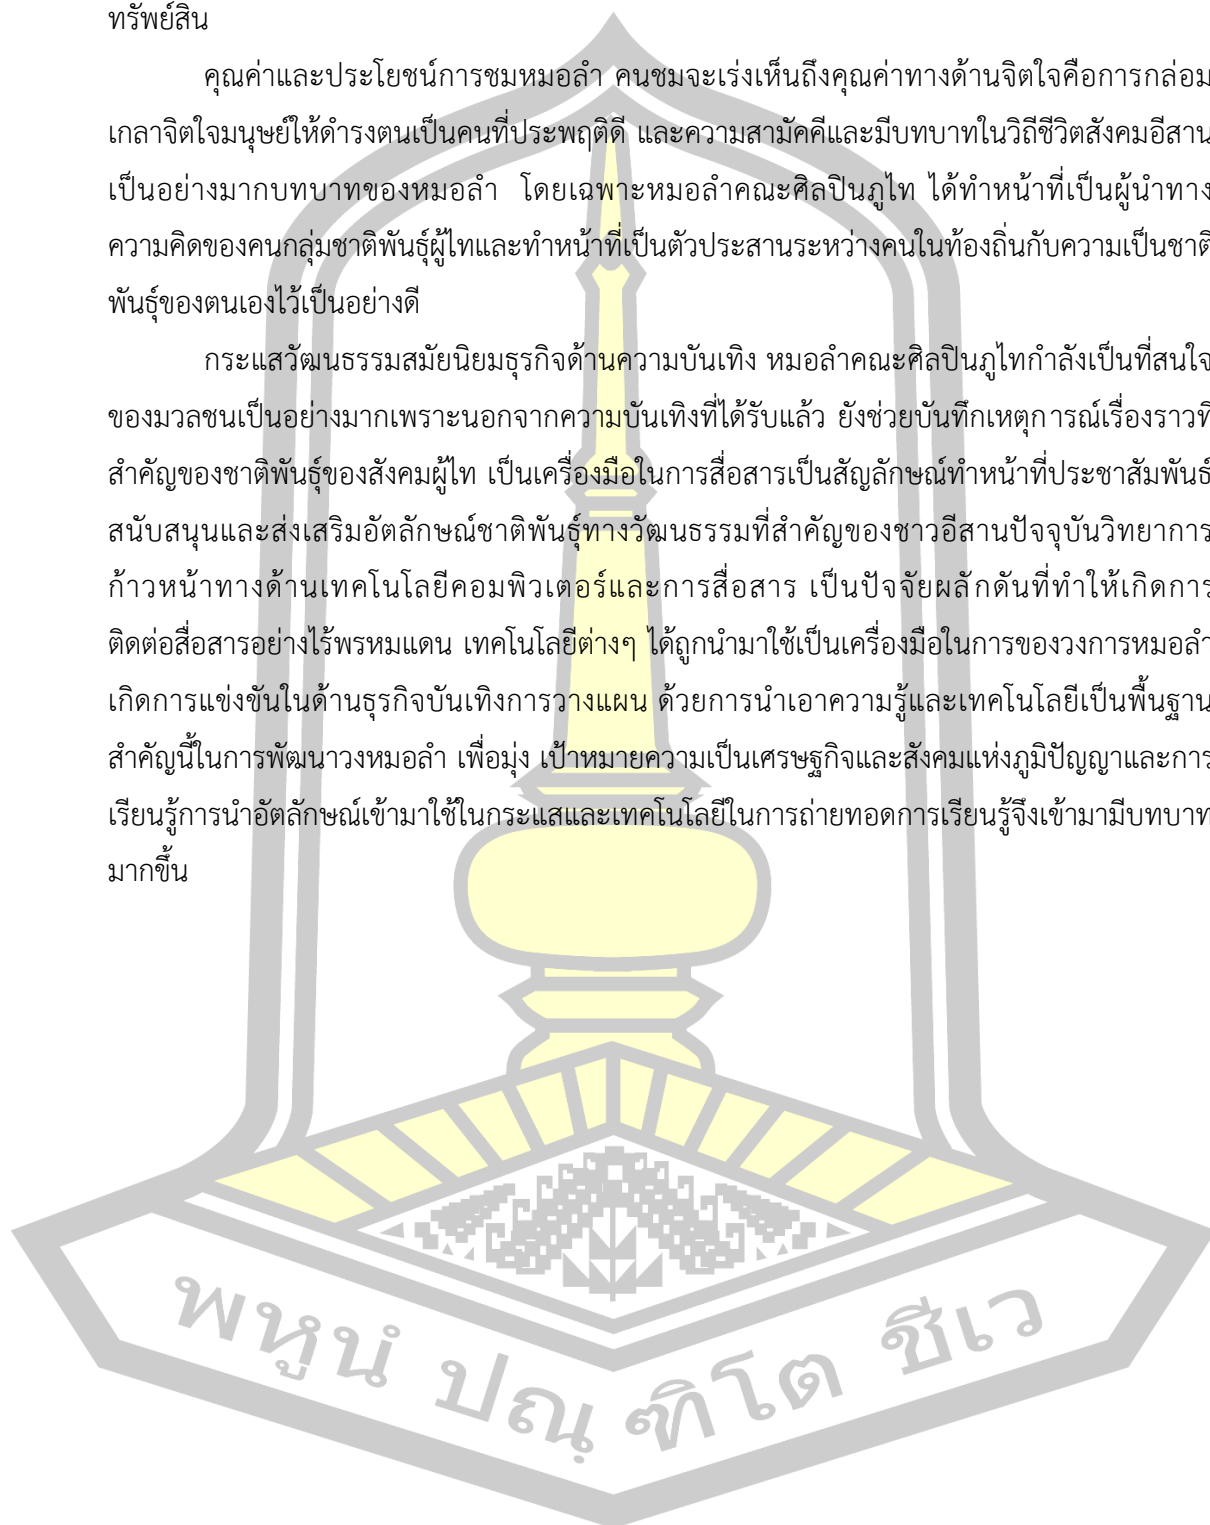 ทรัพย์สิน
คุณค่าและประโยชน์การชมหมอลำ คนชมจะเร่งเห็นถึงคุณค่าทางด้านจิตใจคือการกล่อม
เกลาจิตใจมนุษย์ให้ดำรงตนเป็นคนที่ประพฤติดี และความสามัคคีและมีบทบาทในวิถีชีวิตสังคมอีสาน
เป็นอย่างมากบทบาทของหมอลำ โดยเฉพาะหมอลำคณะศิลปินภูไท ได้ทำหน้าที่เป็นผู้นำทาง
ความคิดของคนกลุ่มชาติพันธุ์ผู้ไทและทำหน้าที่เป็นตัวประสานระหว่างคนในท้องถิ่นกับความเป็นชาติ
พันธุ์ของตนเองไว้เป็นอย่างดี
กระแสวัฒนธรรมสมัยนิยมธุรกิจด้านความบันเทิง หมอลำคณะศิลปินภูไทกำลังเป็นที่สนใจ
ของมวลชนเป็นอย่างมากเพราะนอกจากความบันเทิงที่ได้รับแล้ว ยังช่วยบันทึกเหตุการณ์เรื่องราวที่
สำคัญของชาติพันธุ์ของสังคมผู้ไท เป็นเครื่องมือในการสื่อสารเป็นสัญลักษณ์ทำหน้าที่ประชาสัมพันธ์
สนับสนุนและส่งเสริมอัตลักษณ์ชาติพันธุ์ทางวัฒนธรรมที่สำคัญของชาวอีสานปัจจุบันวิทยาการ
ก้าวหน้าทางด้านเทคโนโลยีคอมพิวเตอร์และการสื่อสาร เป็นปัจจัยผลักดันที่ทำให้เกิดการ
ติดต่อสื่อสารอย่างไร้พรหมแดน เทคโนโลยีต่างๆ ได้ถูกนำมาใช้เป็นเครื่องมือในการของวงการหมอลำ
เกิดการแข่งขันในด้านธุรกิจบันเทิงการวางแผน ด้วยการนำเอาความรู้และเทคโนโลยีเป็นพื้นฐาน
สำคัญนี้ในการพัฒนาวงหมอลำ เพื่อมุ่ง เป้าหมายความเป็นเศรษฐกิจและสังคมแห่งภูมิปัญญาและการ
เรียนรู้การนำอัตลักษณ์เข้ามาใช้ในกระแสและเทคโนโลยีในการถ่ายทอดการเรียนรู้จึงเข้ามามีบทบาท
มากขึ้น
พหูนํ ปณฺ ฑิโต ชีเว